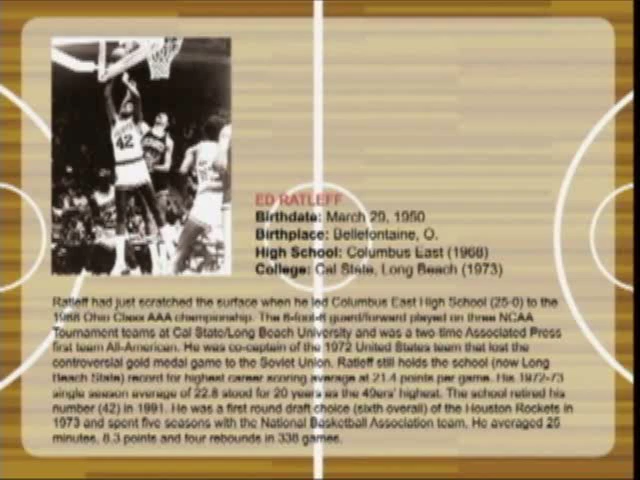 42
ED RATLEFF
Birthdate: March 29, 1950
Birthplace: Bellefontaine, O.
High School: Columbus East (1968)
College: Cal State, Long Beach (1973)
Ratleff had just scratched the surface when he led Columbus East High School (25-0) to the
1968 Ohio Class AAA championship. The 6-foot-6 guard/forward played on three NCAA
Tournament teams at Cal State/Long Beach University and was a two-time Associated Press
first team All-American. He was co-captain of the 1972 United States team that lost the
controversial gold medal game to the Soviet Union. Ratleff still holds the school (now Long
Beach State) record for highest career scoring average at 21.4 points per game. His 1972-73
single season average of 22.8 stood for 20 years as the 49ers' highest. The school retired his
number (42) in 1991. He was a first round draft choice (sixth overall) of the Houston Rockets in
1973 and spent five seasons with the National Basketball Association team. He averaged 25
minutes, 8.3 points and four rebounds in 338 games.